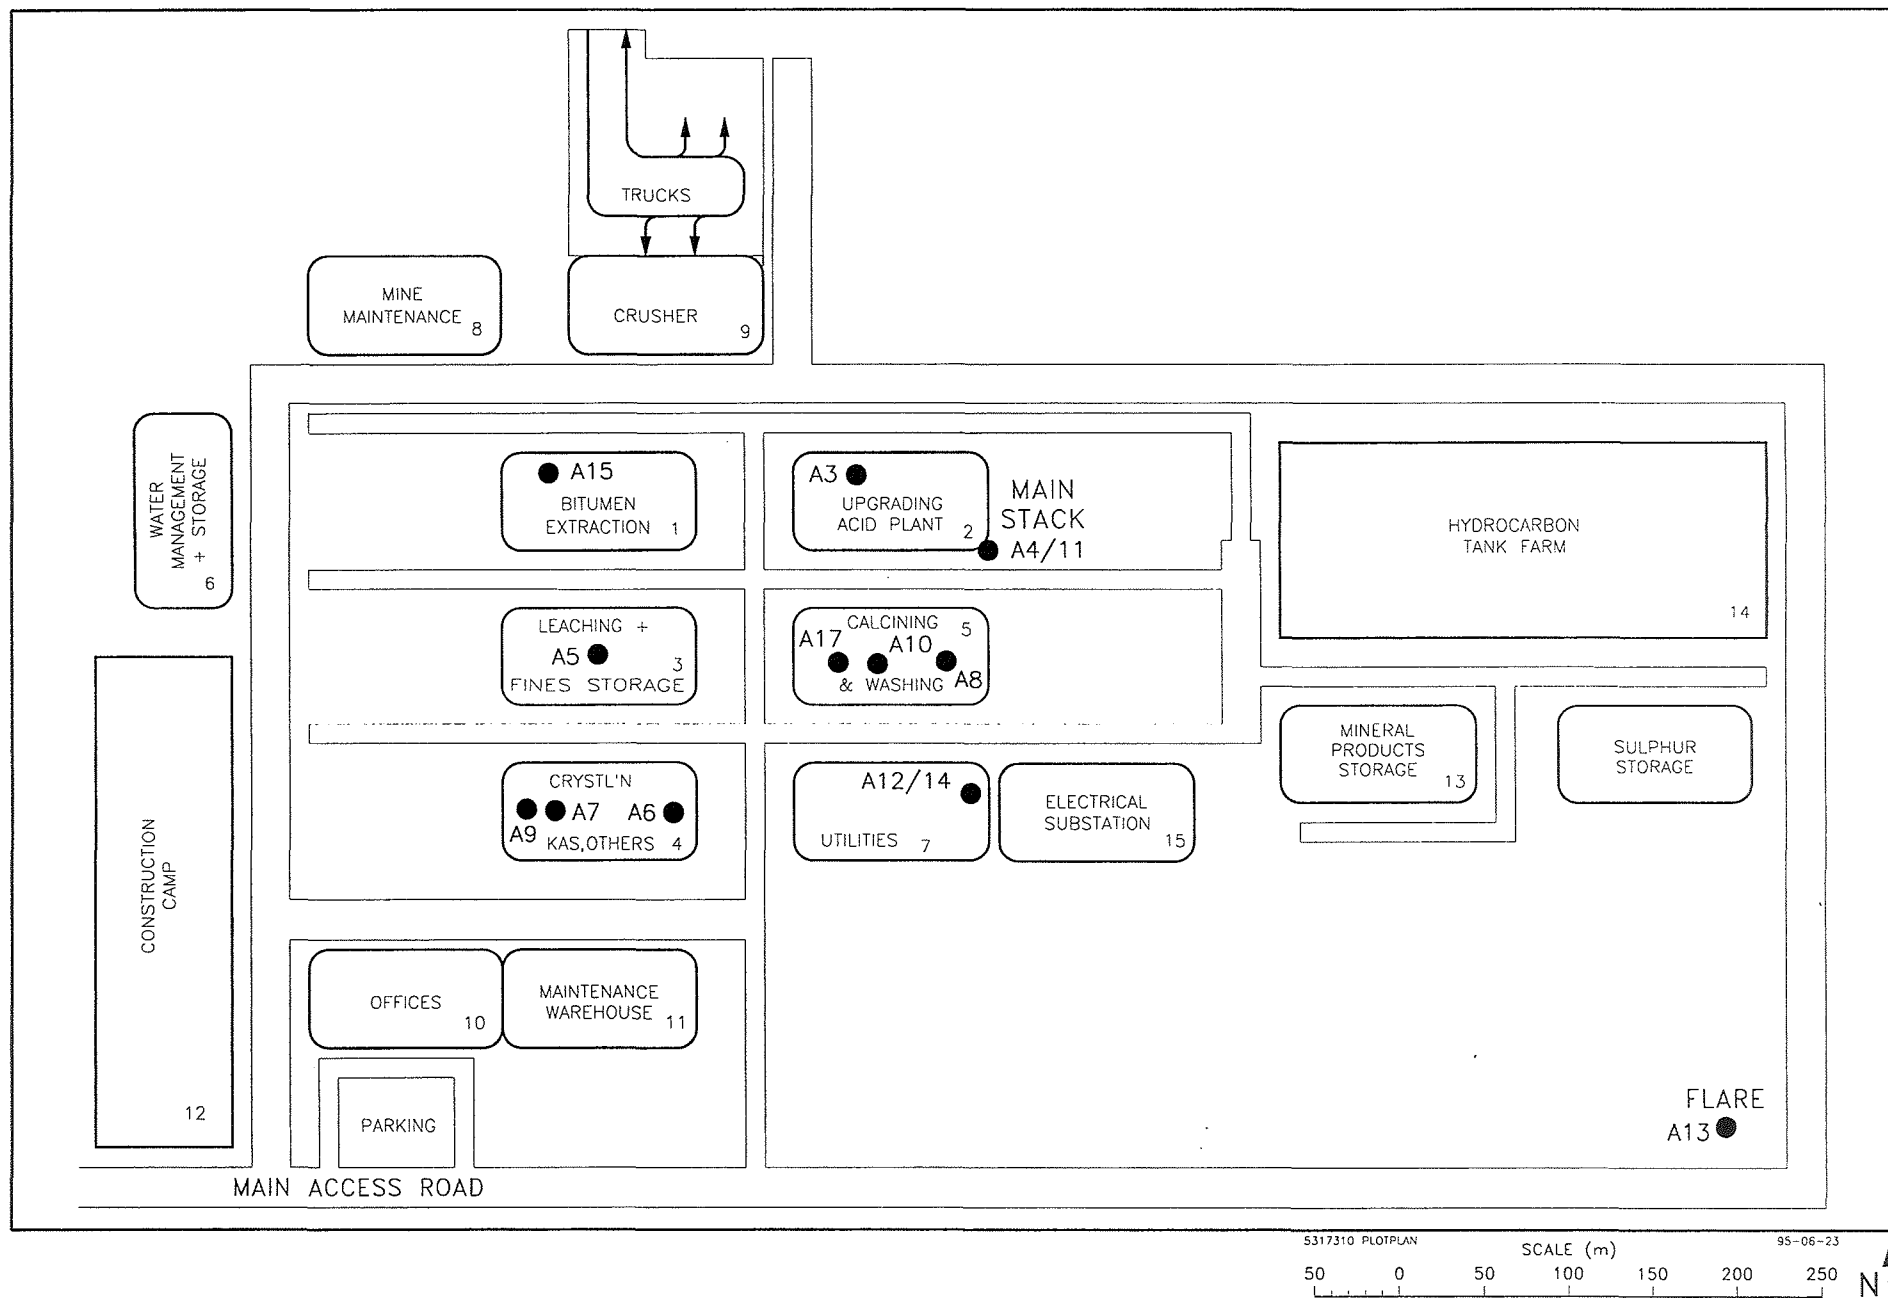 TRUCKS
MINE
MAINTENANCE 8
CRUSHER
9
WATER
MANAGEMENT
+ STORAGE
6
A15
BITUMEN
EXTRACTION 1
A3
UPGRADING
ACID PLANT 2
MAIN
STACK
A4/11
HYDROCARBON
TANK FARM
14
LEACHING +
A5 3
FINES STORAGE
CALCINING 5
A17 A10
& WASHING A8
CONSTRUCTION
CAMP
12
CRYSTL'N
A7 A6
A9 KAS,OTHERS 4
A12/14
UTILITIES 7
ELECTRICAL
SUBSTATION
15
MINERAL
PRODUCTS
STORAGE 13
SULPHUR
STORAGE
OFFICES
10
MAINTENANCE
WAREHOUSE 11
PARKING
FLARE
A13
MAIN ACCESS ROAD
5317310 PLOTPLAN
95-06-23
SCALE (m)
50 0 50 100 150 200 250
N